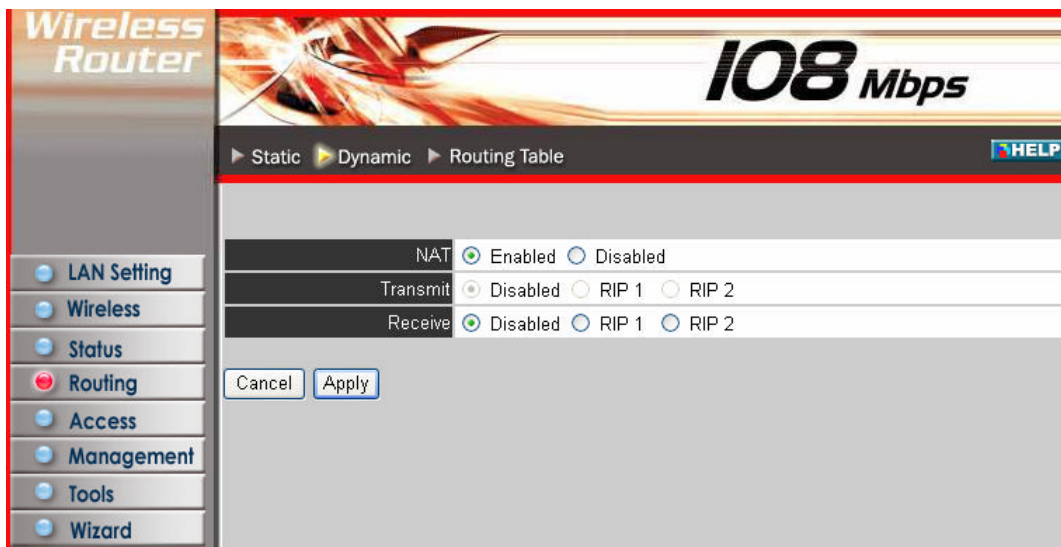 Wireless
Router
108 Mbps
Static Dynamic Routing Table
HELP
LAN Setting
Wireless
Status
Routing
Access
Management
Tools
Wizard
NAT Enabled Disabled
Transmit Disabled RIP 1 RIP 2
Receive Disabled RIP 1 RIP 2
Cancel Apply